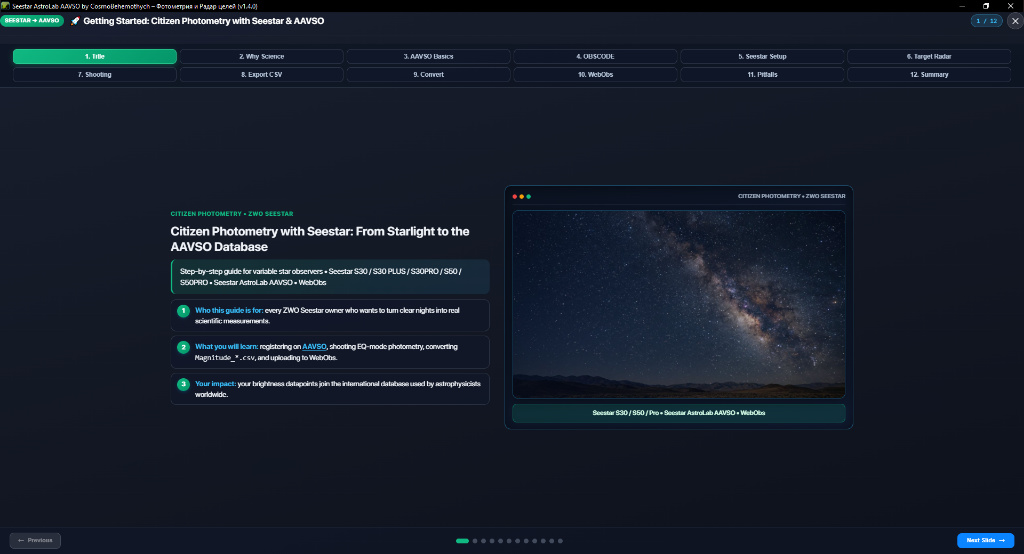 Seestar AstroLab AAVSO by CosmoBehemothych – Фотометрия и Радар целей (v1.4.0)
SEESTAR → AAVSO 🚀 Getting Started: Citizen Photometry with Seestar & AAVSO 1 / 12
1. Title 2. Why Science 3. AAVSO Basics 4. OBSCODE 5. Seestar Setup 6. Target Radar
7. Shooting 8. Export CSV 9. Convert 10. WebObs 11. Pitfalls 12. Summary
CITIZEN PHOTOMETRY • ZWO SEESTAR
Citizen Photometry with Seestar: From Starlight to the
AAVSO Database
Step-by-step guide for variable star observers • Seestar S30 / S30 PLUS / S30PRO / S50 /
S50PRO • Seestar AstroLab AAVSO • WebObs
1 Who this guide is for: every ZWO Seestar owner who wants to turn clear nights into real
scientific measurements.
2 What you will learn: registering on AAVSO, shooting EQ-mode photometry, converting
Magnitude_*.csv, and uploading to WebObs.
3 Your impact: your brightness datapoints join the international database used by astrophysicists
worldwide.
CITIZEN PHOTOMETRY • ZWO SEESTAR
Seestar S30 / S50 / Pro • Seestar AstroLab AAVSO • WebObs
← Previous
Next Slide →